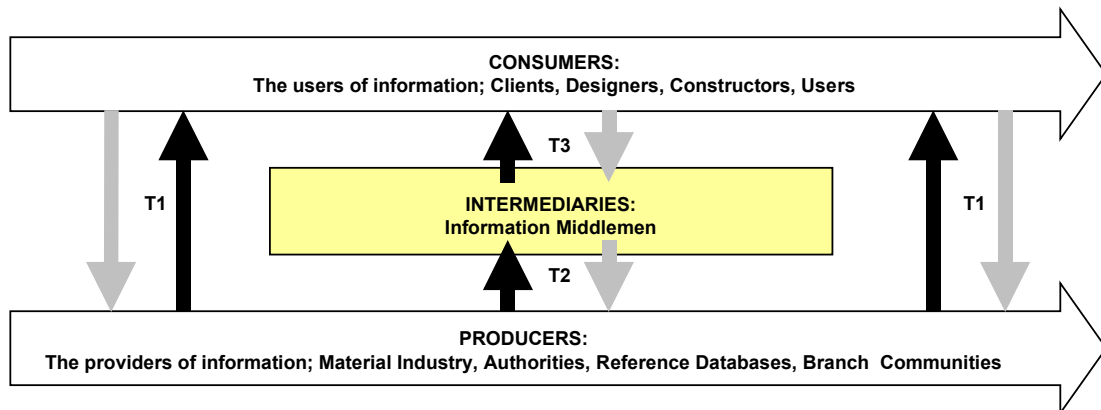 CONSUMERS:
The users of information; Clients, Designers, Constructors, Users
T3
INTERMEDIARIES:
Information Middlemen
T1
T1
T2
PRODUCERS:
The providers of information; Material Industry, Authorities, Reference Databases, Branch Communities